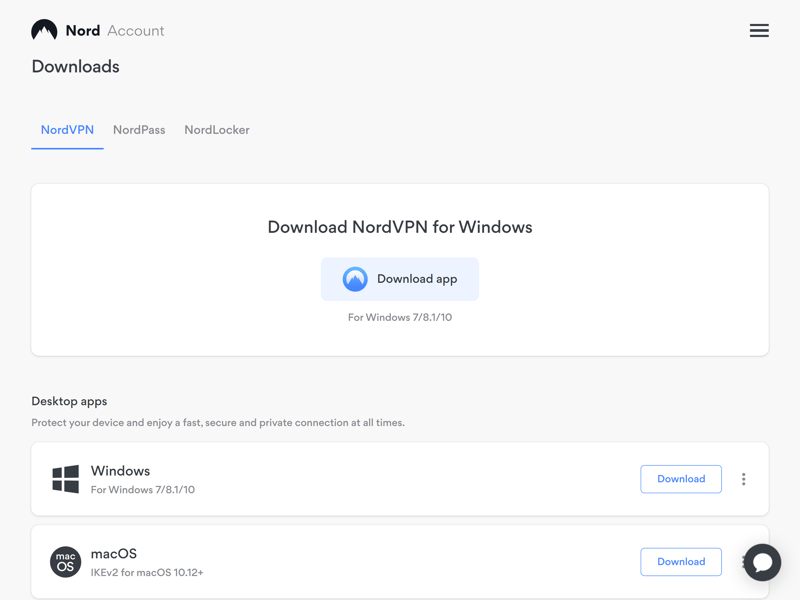 Nord Account
Downloads
NordVPN NordPass NordLocker
Download NordVPN for Windows
Download app
For Windows 7/8.1/10
Desktop apps
Protect your device and enjoy a fast, secure and private connection at all times.
Windows
For Windows 7/8.1/10
Download
mac
OS
macOS
IKEv2 for macOS 10.12+
Download